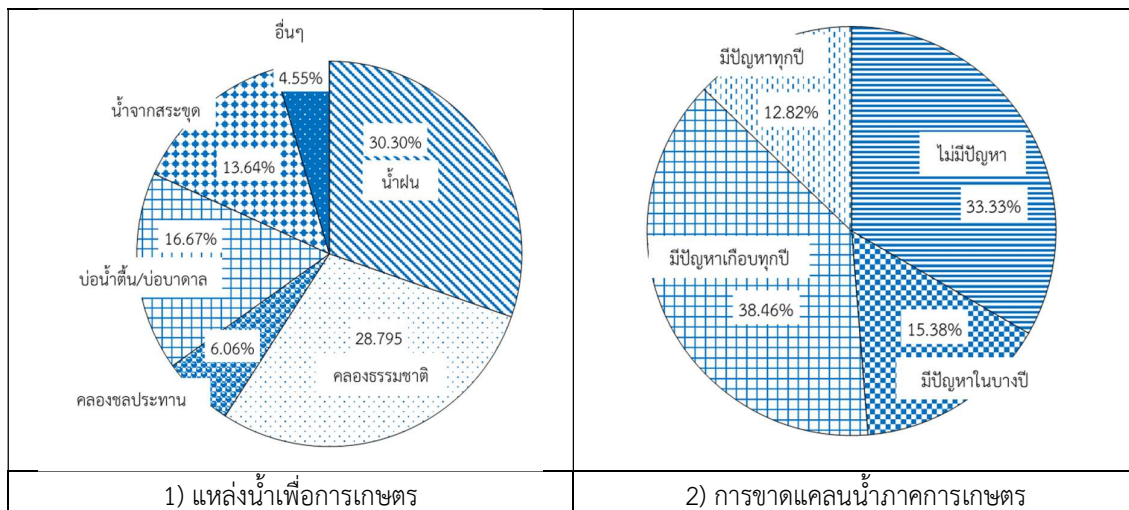 อื่นๆ
4.55%
น้ำจากสระขุด
13.64%
30.30%
น้ำฝน
16.67%
บ่อน้ำตื้น/บ่อบาดาล
6.06%
คลองชลประทาน
28.795
คลองธรรมชาติ
1) แหล่งน้ำเพื่อการเกษตร
มีปัญหาทุกปี
12.82%
ไม่มีปัญหา
33.33%
มีปัญหาเกือบทุกปี
38.46%
15.38%
มีปัญหาในบางปี
2) การขาดแคลนน้ำภาคการเกษตร